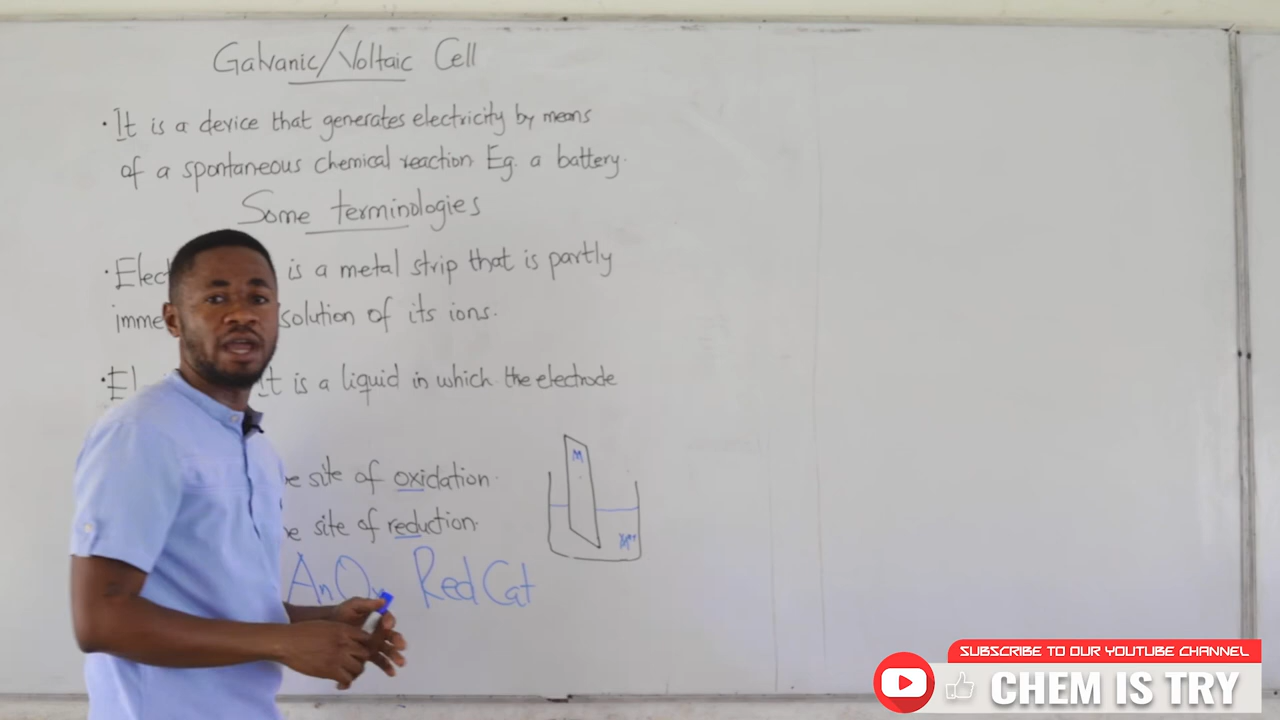 Galvanic/Voltaic Cell
· It is a device that generates electricity by means
of a spontaneous chemical reaction. Eg. a battery.
Some terminologies
· Elect is a metal strip that is partly
imme solution of its ions.
· El It is a liquid in which the electrode
site of oxidation.
site of reduction.
M
AnOx RedCat
SUBSCRIBE TO OUR YOUTUBE CHANNEL
CHEM IS TRY